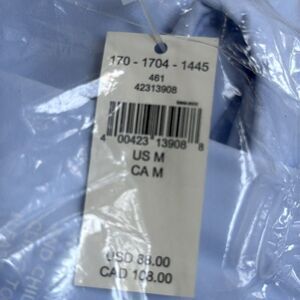 170 - 1704 - 1445
461
42313908
4 00423 13908 8
US M
CA M
USD 88.00
CAD 108.00